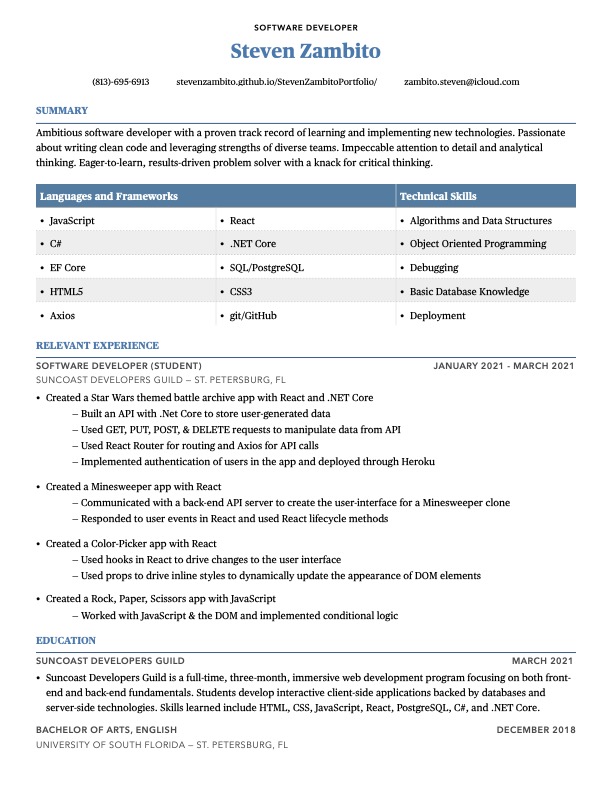 SOFTWARE DEVELOPER
Steven Zambito
(813)-695-6913 stevenzambito.github.io/StevenZambitoPortfolio/ zambito.steven@icloud.com
SUMMARY
Ambitious software developer with a proven track record of learning and implementing new technologies. Passionate
about writing clean code and leveraging strengths of diverse teams. Impeccable attention to detail and analytical
thinking. Eager-to-learn, results-driven problem solver with a knack for critical thinking.
Languages and Frameworks Technical Skills
• JavaScript • React • Algorithms and Data Structures
• C# • .NET Core • Object Oriented Programming
• EF Core • SQL/PostgreSQL • Debugging
• HTML5 • CSS3 • Basic Database Knowledge
• Axios • git/GitHub • Deployment
RELEVANT EXPERIENCE
SOFTWARE DEVELOPER (STUDENT) JANUARY 2021 - MARCH 2021
SUNCOAST DEVELOPERS GUILD — ST. PETERSBURG, FL
• Created a Star Wars themed battle archive app with React and .NET Core
– Built an API with .Net Core to store user-generated data
– Used GET, PUT, POST, & DELETE requests to manipulate data from API
– Used React Router for routing and Axios for API calls
– Implemented authentication of users in the app and deployed through Heroku
• Created a Minesweeper app with React
– Communicated with a back-end API server to create the user-interface for a Minesweeper clone
– Responded to user events in React and used React lifecycle methods
• Created a Color-Picker app with React
– Used hooks in React to drive changes to the user interface
– Used props to drive inline styles to dynamically update the appearance of DOM elements
• Created a Rock, Paper, Scissors app with JavaScript
– Worked with JavaScript & the DOM and implemented conditional logic
EDUCATION
SUNCOAST DEVELOPERS GUILD MARCH 2021
• Suncoast Developers Guild is a full-time, three-month, immersive web development program focusing on both front-
end and back-end fundamentals. Students develop interactive client-side applications backed by databases and
server-side technologies. Skills learned include HTML, CSS, JavaScript, React, PostgreSQL, C#, and .NET Core.
BACHELOR OF ARTS, ENGLISH DECEMBER 2018
UNIVERSITY OF SOUTH FLORIDA — ST. PETERSBURG, FL